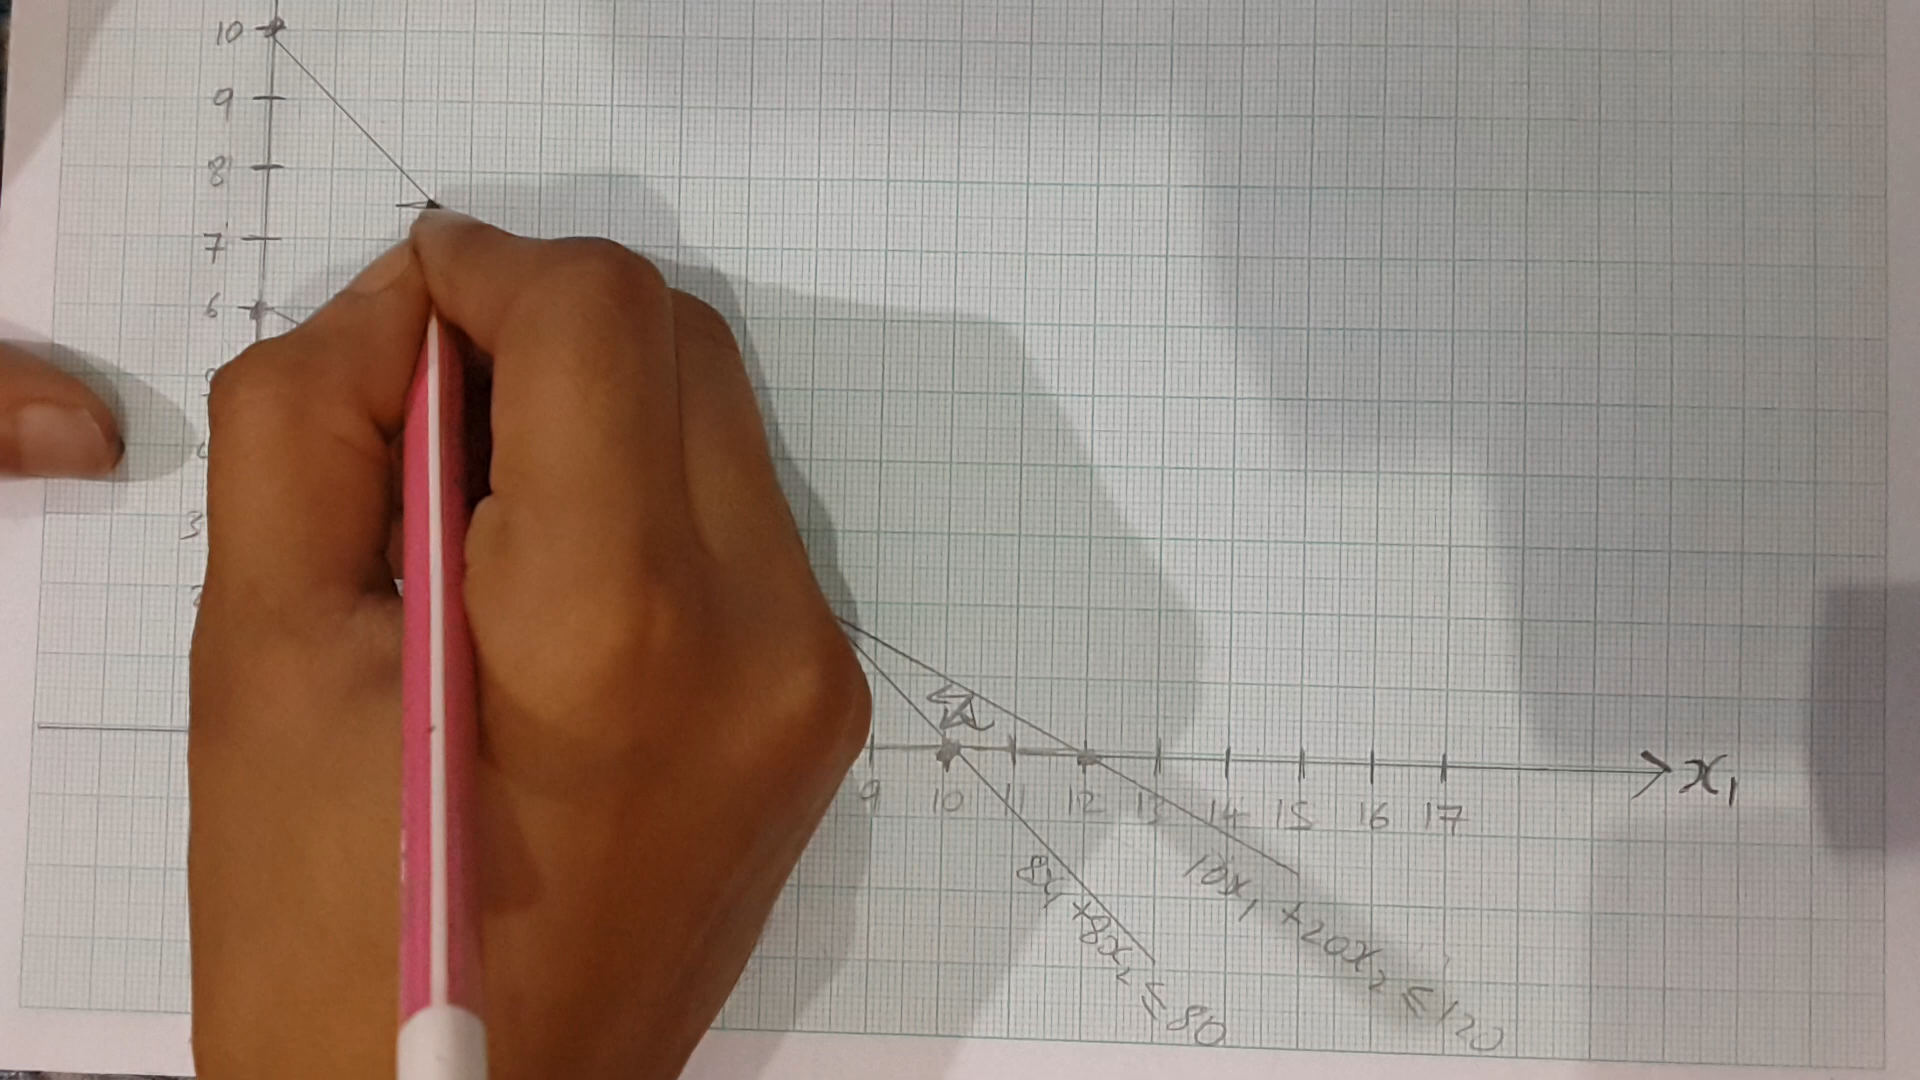 10
9
8
7
6
3
9 10 11 12 13 14 15 16 17
x₁
8x₁ + 8x₂ ≤ 80
10x₁ + 20x₂ ≤ 120